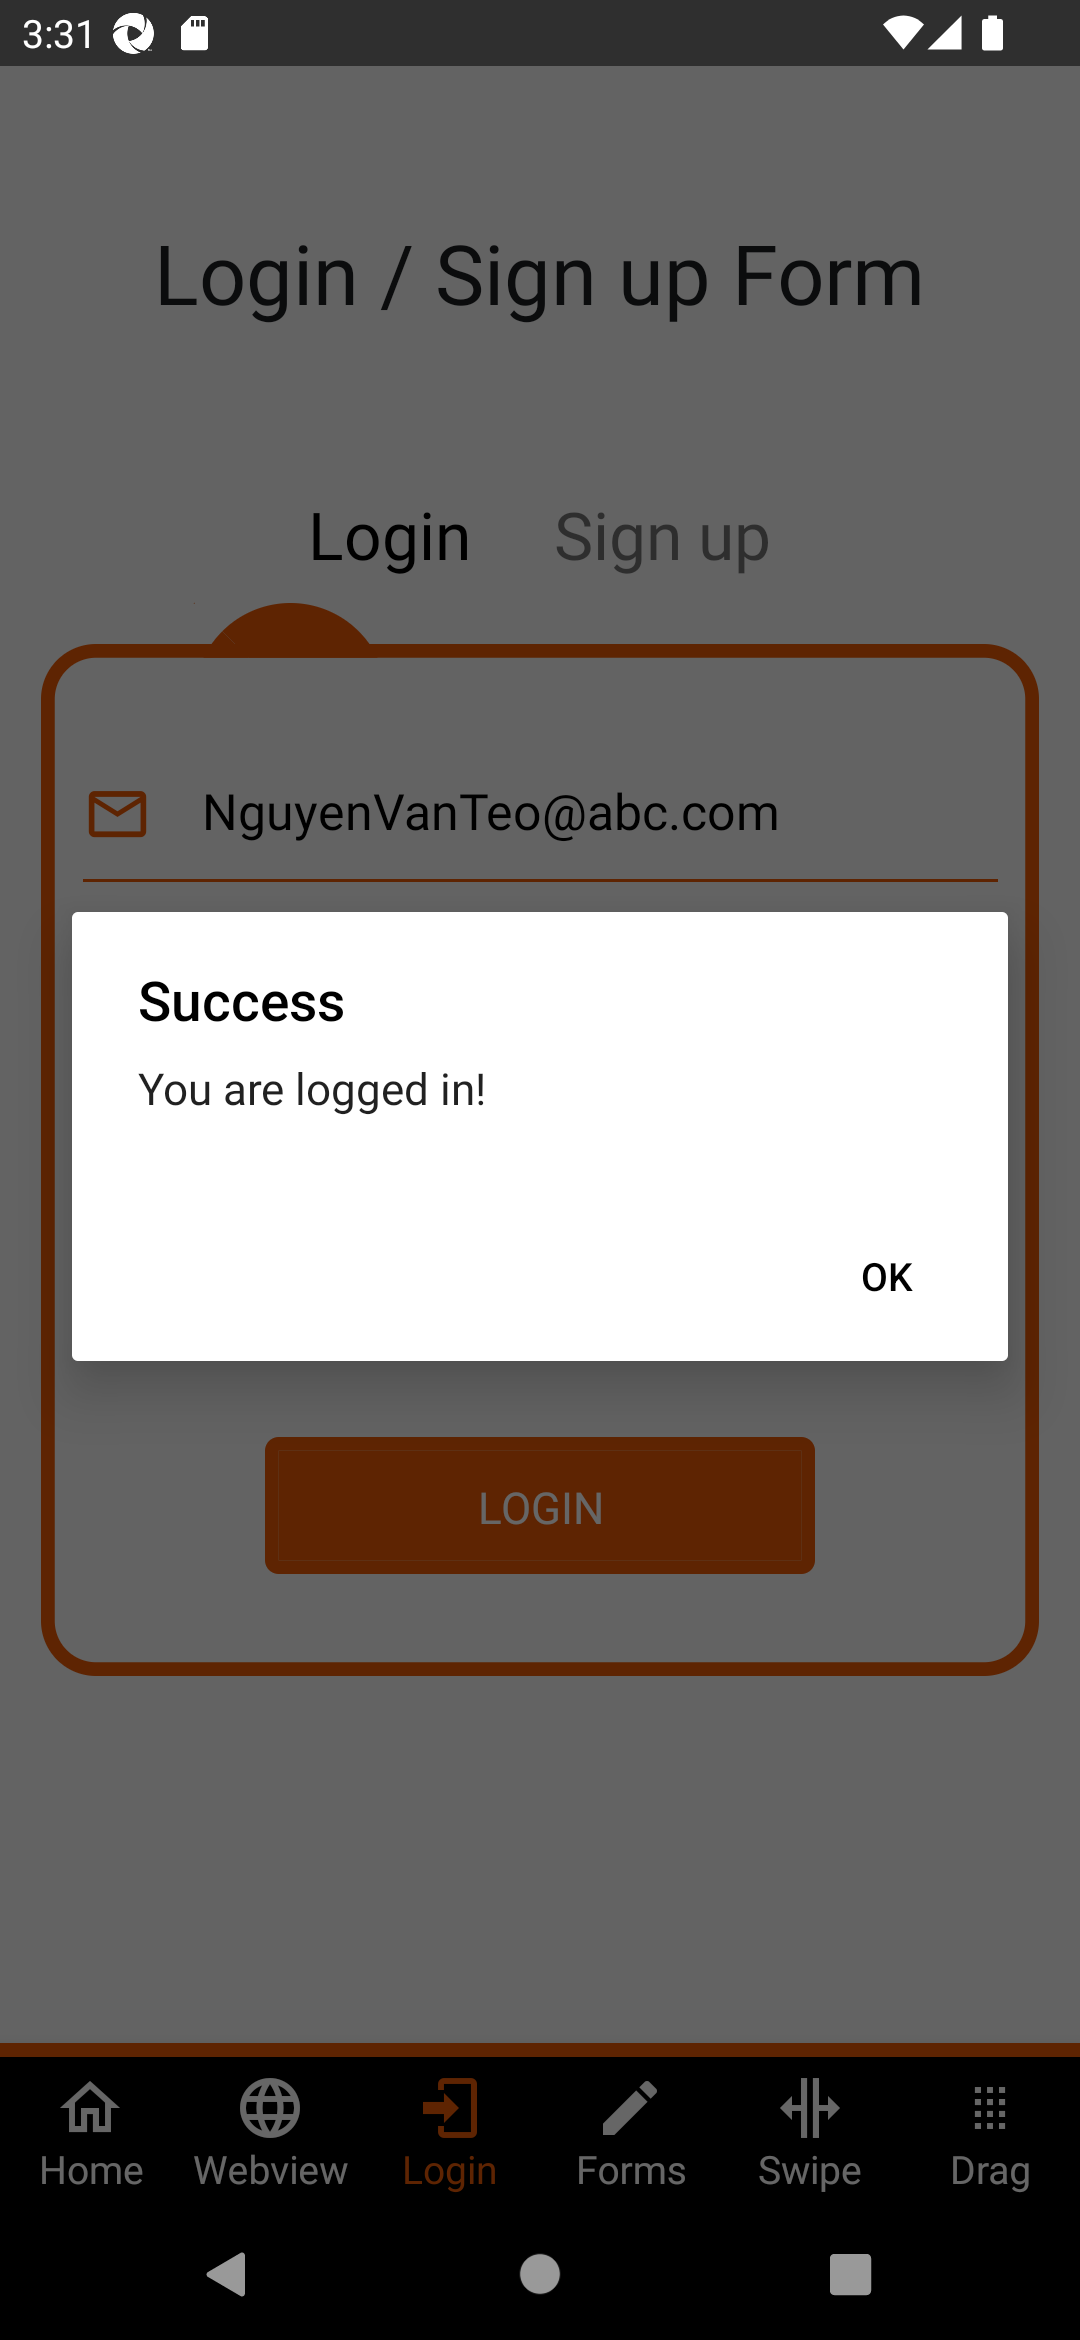 3:31
Login / Sign up Form
Login Sign up
NguyenVanTeo@abc.com
Success
You are logged in!
OK
LOGIN
Home Webview Login Forms Swipe Drag